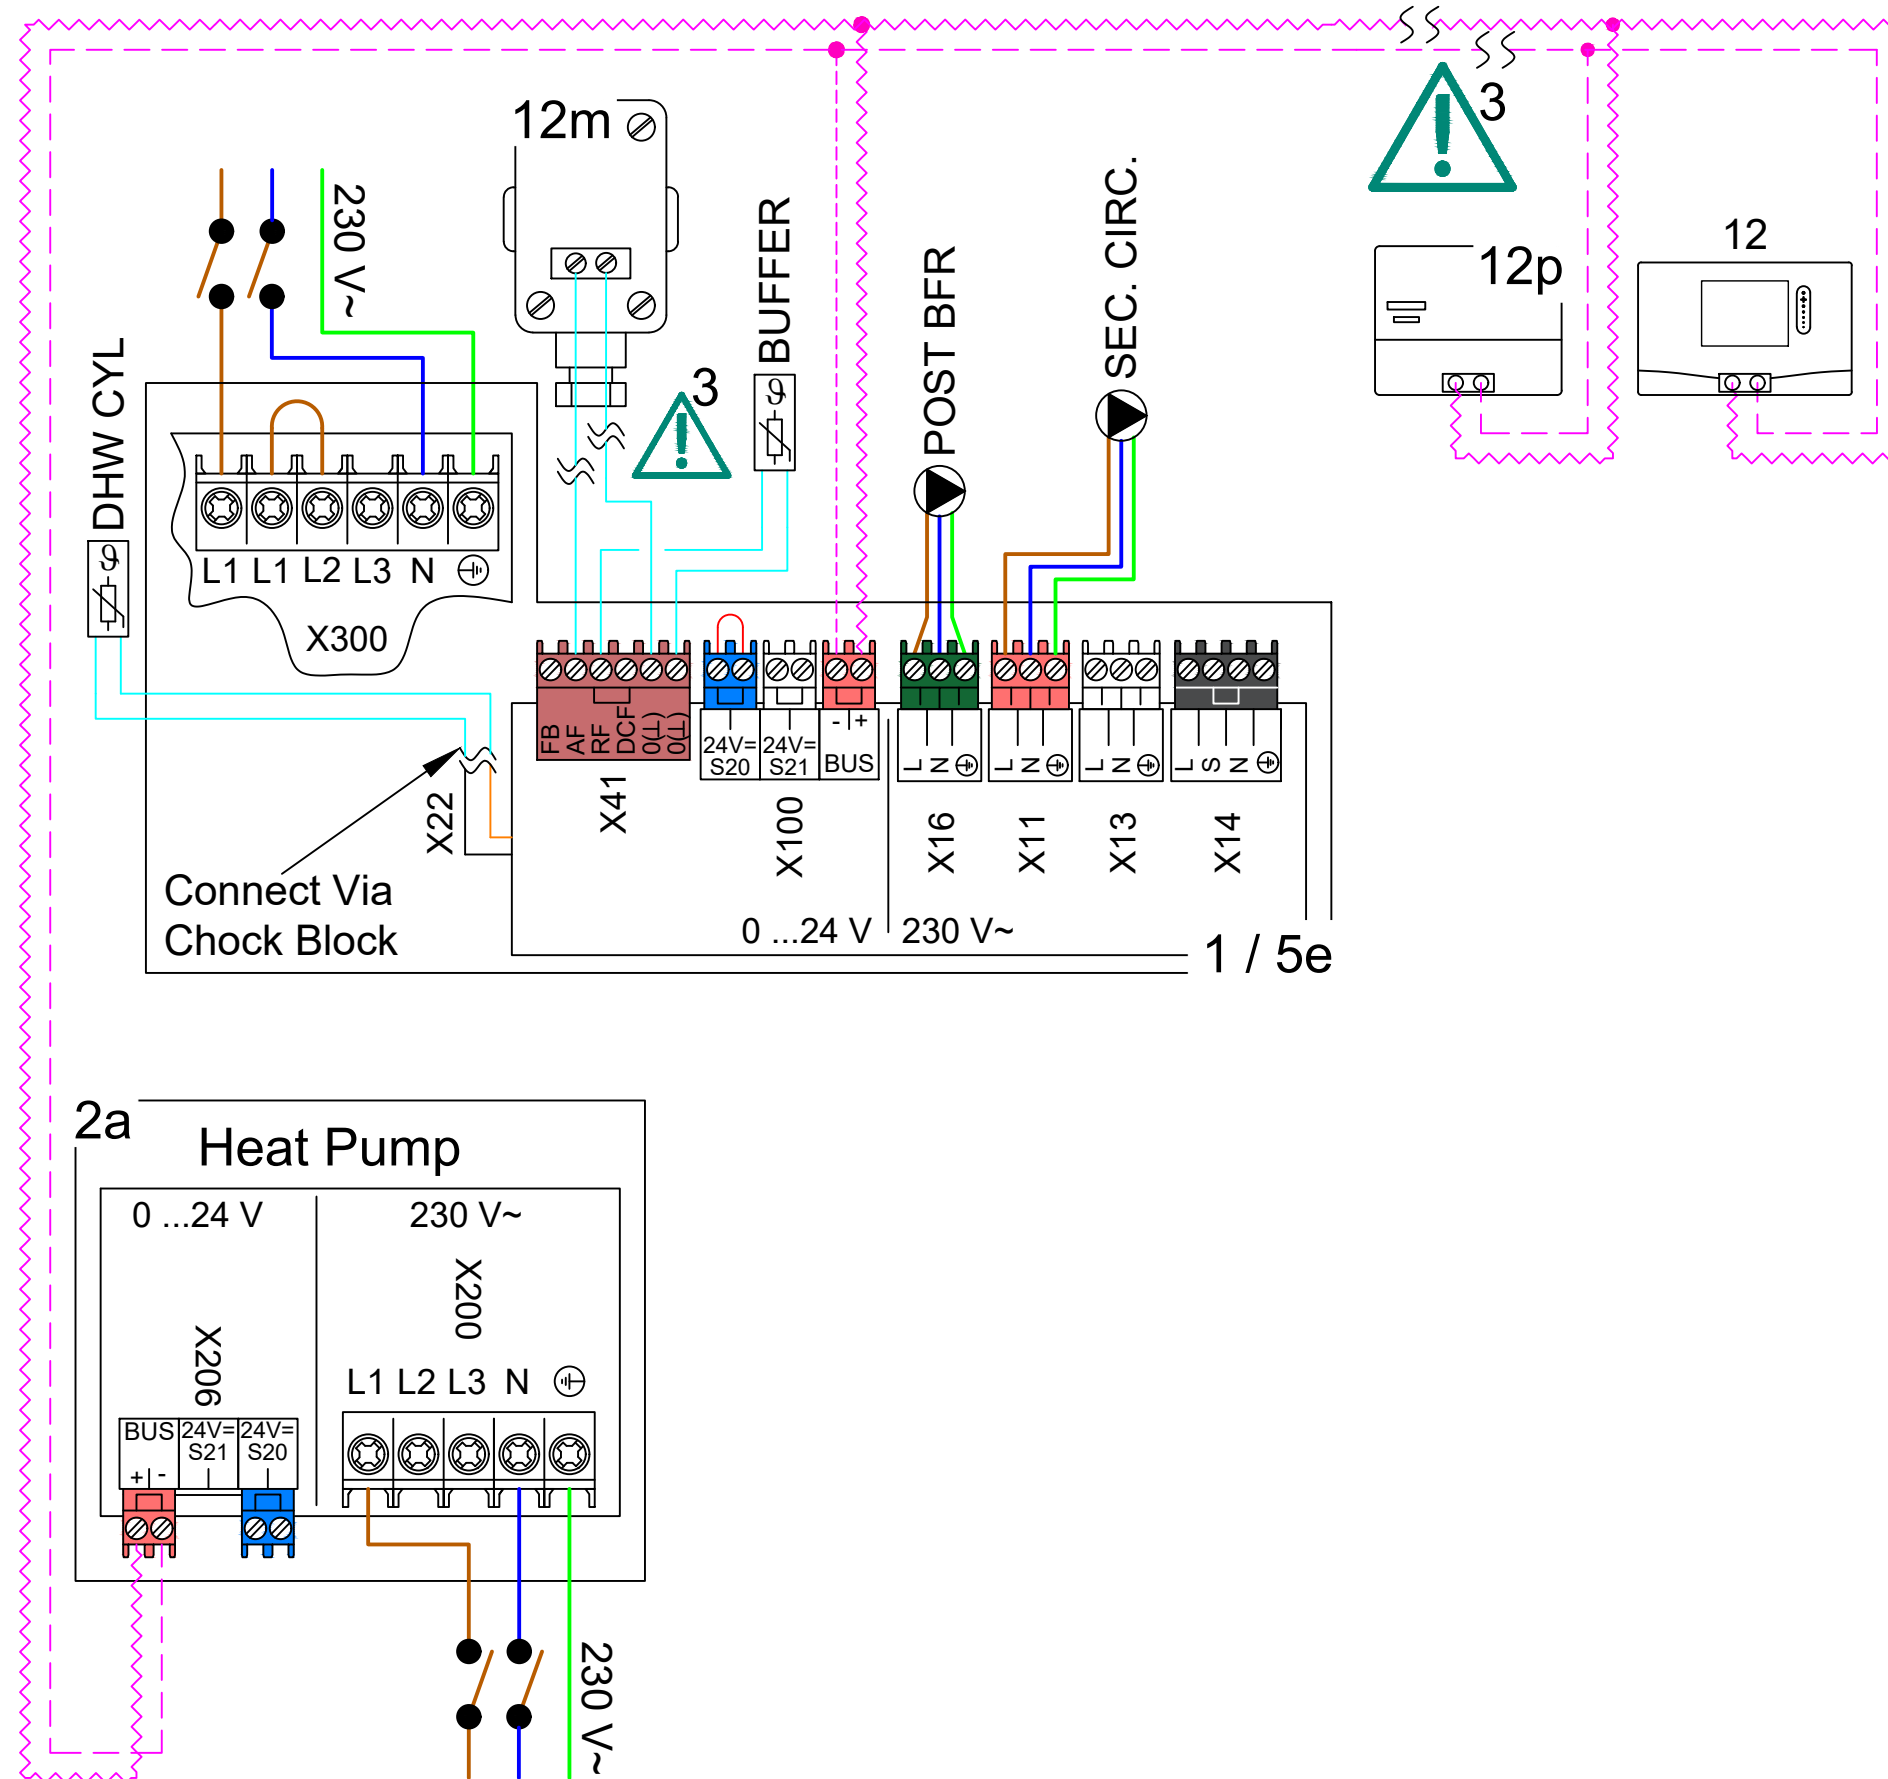 12m
3
230 V~
BUFFER
POST BFR
SEC. CIRC.
12p
12
3
DHW CYL
L1 L1 L2 L3 N
X300
FB
AF
RF
DCF
0(⊥)
0(⊥)
X41
24V=
S20
24V=
S21
- +
BUS
X100
L
N
X16
L
N
X11
L
N
X13
L
S
N
X14
X22
Connect Via
Chock Block
0 ...24 V
230 V~
1 / 5e
2a
Heat Pump
0 ...24 V
230 V~
X206
X200
L1 L2 L3 N
BUS
+ -
24V=
S21
24V=
S20
230 V~